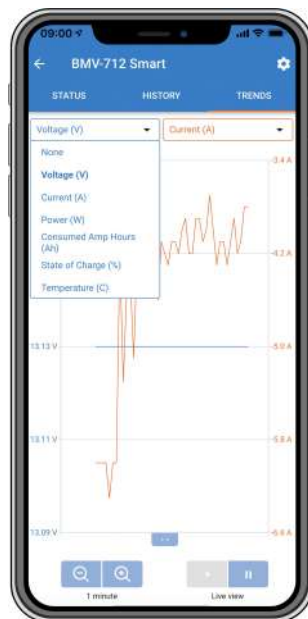 09:00
BMV-712 Smart
STATUS HISTORY TRENDS
Voltage (V) Current (A)
None
Voltage (V)
Current (A)
Power (W)
Consumed Amp Hours
(Ah)
State of Charge (%)
Temperature (C)
-3.4 A
-4.2 A
13.13 V -5.0 A
13.11 V -5.8 A
13.09 V -6.6 A
1 minute Live view